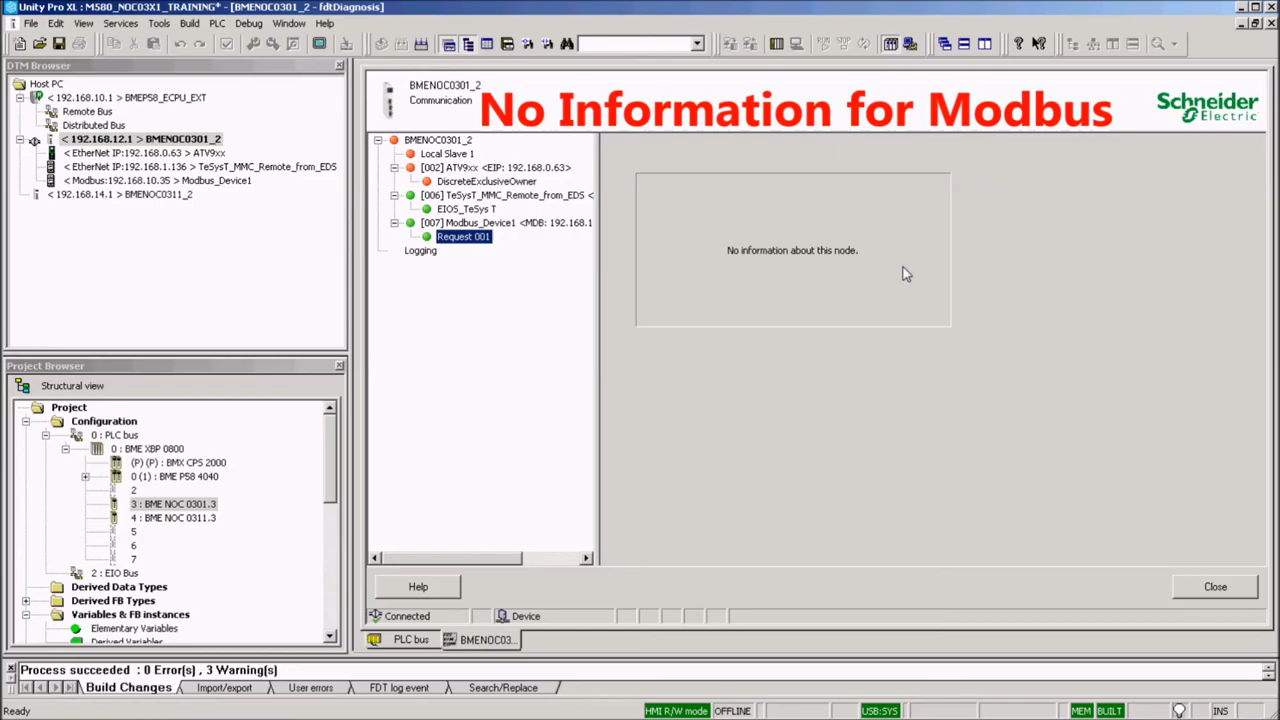 Unity Pro XL : M580_NOC03X1_TRAINING* - [BMENOC0301_2 - fdtDiagnosis]
File Edit View Services Tools Build PLC Debug Window Help
DTM Browser
Host PC
< 192.168.10.1 > BMEP58_ECPU_EXT
Remote Bus
Distributed Bus
< 192.168.12.1 > BMENOC0301_2
< EtherNet IP:192.168.0.63 > ATV9xx
< EtherNet IP:192.168.1.136 > TeSysT_MMC_Remote_from_EDS
< Modbus:192.168.10.35 > Modbus_Device1
< 192.168.14.1 > BMENOC0311_2
Project Browser
Structural view
Project
Configuration
0 : PLC bus
0 : BME XBP 0800
(P) (P) : BMX CPS 2000
0 (1) : BME P58 4040
2
3 : BME NOC 0301.3
4 : BME NOC 0311.3
5
6
7
2 : EIO Bus
Derived Data Types
Derived FB Types
Variables & FB instances
Elementary Variables
Derived Variables
BMENOC0301_2
Communication
No Information for Modbus
Schneider
Electric
BMENOC0301_2
Local Slave 1
[002] ATV9xx <EIP: 192.168.0.63>
DiscreteExclusiveOwner
[006] TeSysT_MMC_Remote_from_EDS <
EIOS_TeSys T
[007] Modbus_Device1 <MDB: 192.168.1
Request 001
Logging
No information about this node.
Help
Close
Connected
Device
PLC bus
BMENOC03...
Process succeeded : 0 Error(s) , 3 Warning(s)
Build Changes Import/export User errors FDT log event Search/Replace
Ready
HMI R/W mode OFFLINE USB:SYS MEM BUILT INS